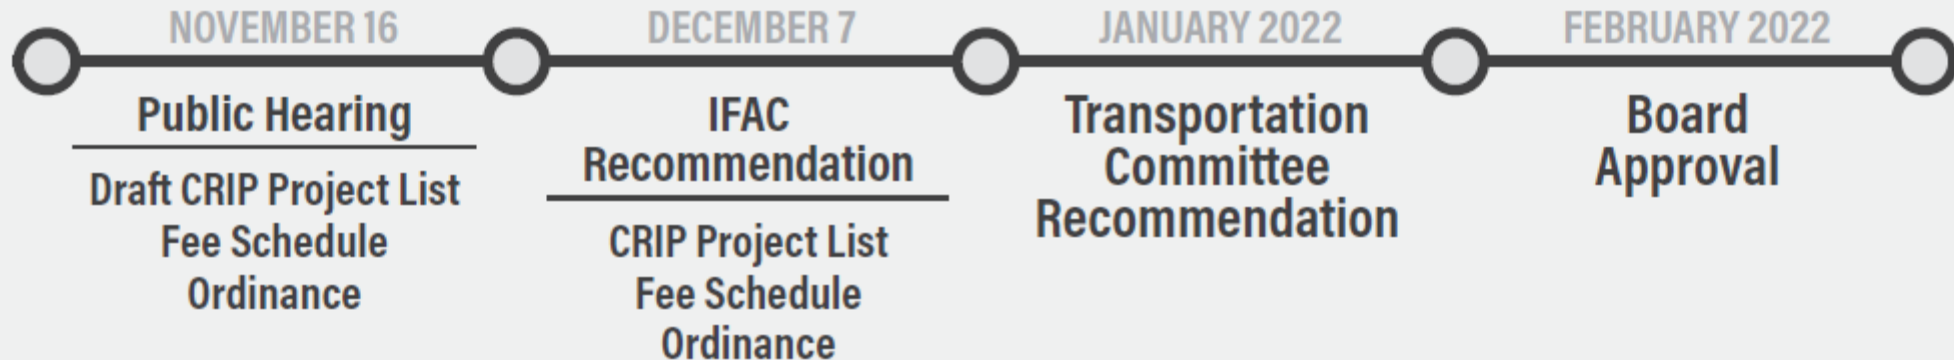 NOVEMBER 16
Public Hearing
Draft CRIP Project List
Fee Schedule
Ordinance
DECEMBER 7
IFAC
Recommendation
CRIP Project List
Fee Schedule
Ordinance
JANUARY 2022
Transportation
Committee
Recommendation
FEBRUARY 2022
Board
Approval